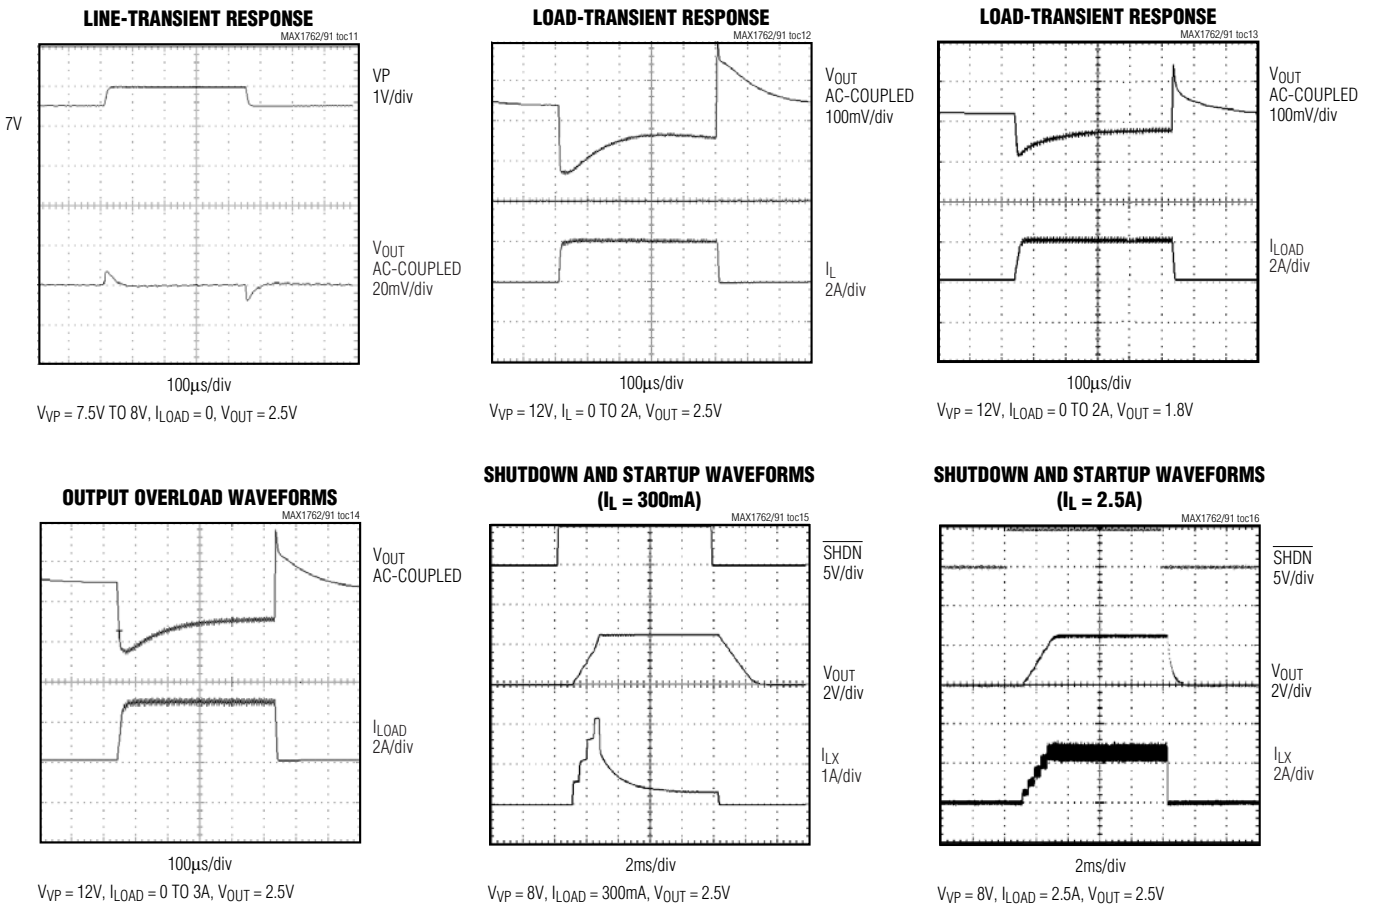 LINE-TRANSIENT RESPONSE
MAX1762/91 toc11
7V
VP
1V/div
VOUT
AC-COUPLED
20mV/div
100µs/div
VVP = 7.5V TO 8V, ILOAD = 0, VOUT = 2.5V
LOAD-TRANSIENT RESPONSE
MAX1762/91 toc12
VOUT
AC-COUPLED
100mV/div
IL
2A/div
100µs/div
VVP = 12V, IL = 0 TO 2A, VOUT = 2.5V
LOAD-TRANSIENT RESPONSE
MAX1762/91 toc13
VOUT
AC-COUPLED
100mV/div
ILOAD
2A/div
100µs/div
VVP = 12V, ILOAD = 0 TO 2A, VOUT = 1.8V
OUTPUT OVERLOAD WAVEFORMS
MAX1762/91 toc14
VOUT
AC-COUPLED
ILOAD
2A/div
100µs/div
VVP = 12V, ILOAD = 0 TO 3A, VOUT = 2.5V
SHUTDOWN AND STARTUP WAVEFORMS
(IL = 300mA)
MAX1762/91 toc15
SHDN
5V/div
VOUT
2V/div
ILX
1A/div
2ms/div
VVP = 8V, ILOAD = 300mA, VOUT = 2.5V
SHUTDOWN AND STARTUP WAVEFORMS
(IL = 2.5A)
MAX1762/91 toc16
SHDN
5V/div
VOUT
2V/div
ILX
2A/div
2ms/div
VVP = 8V, ILOAD = 2.5A, VOUT = 2.5V